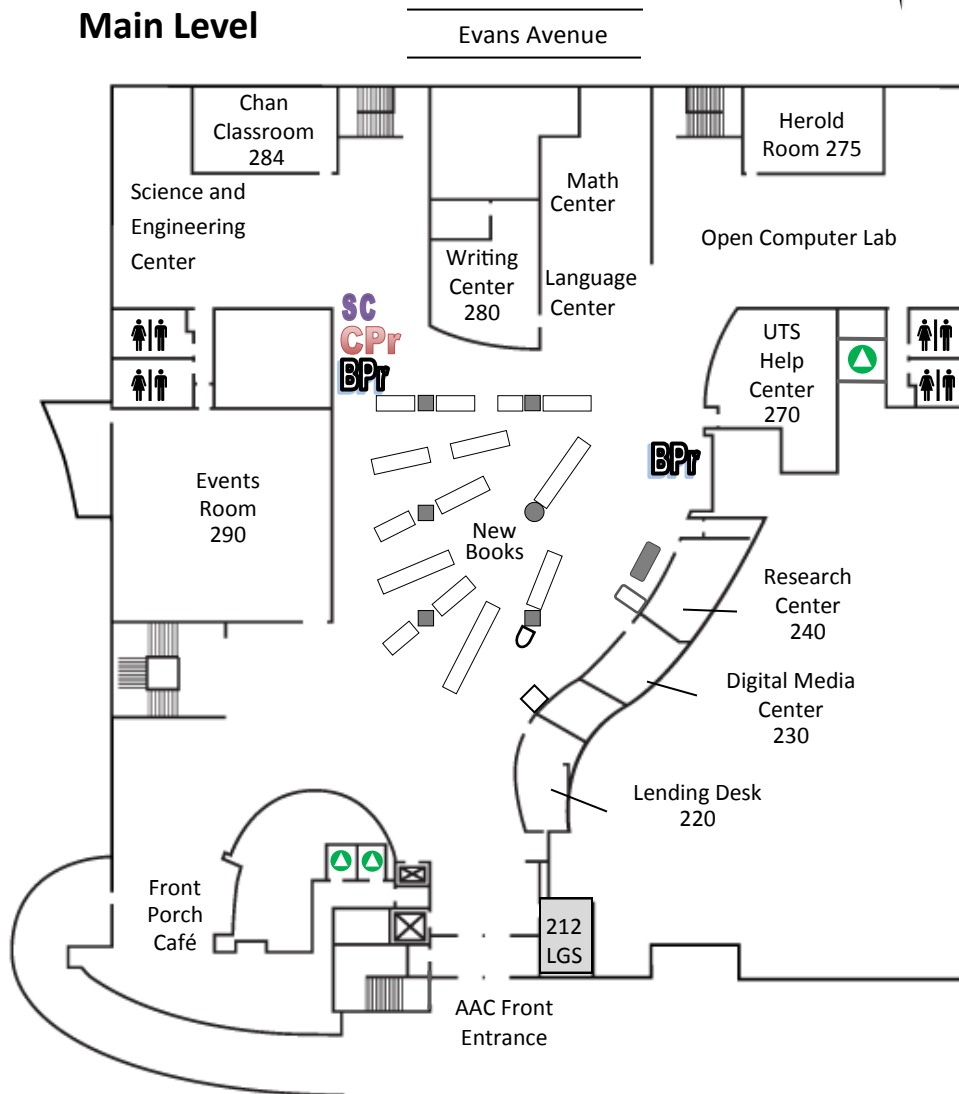 Main Level
Evans Avenue
Chan
Classroom
284
Herold
Room 275
Math
Center
Science and
Engineering
Center
Open Computer Lab
Writing
Center
280
Language
Center
SC
CPr
BPr
UTS
Help
Center
270
BPr
Events
Room
290
New
Books
Research
Center
240
Digital Media
Center
230
Lending Desk
220
Front
Porch
Café
212
LGS
AAC Front
Entrance